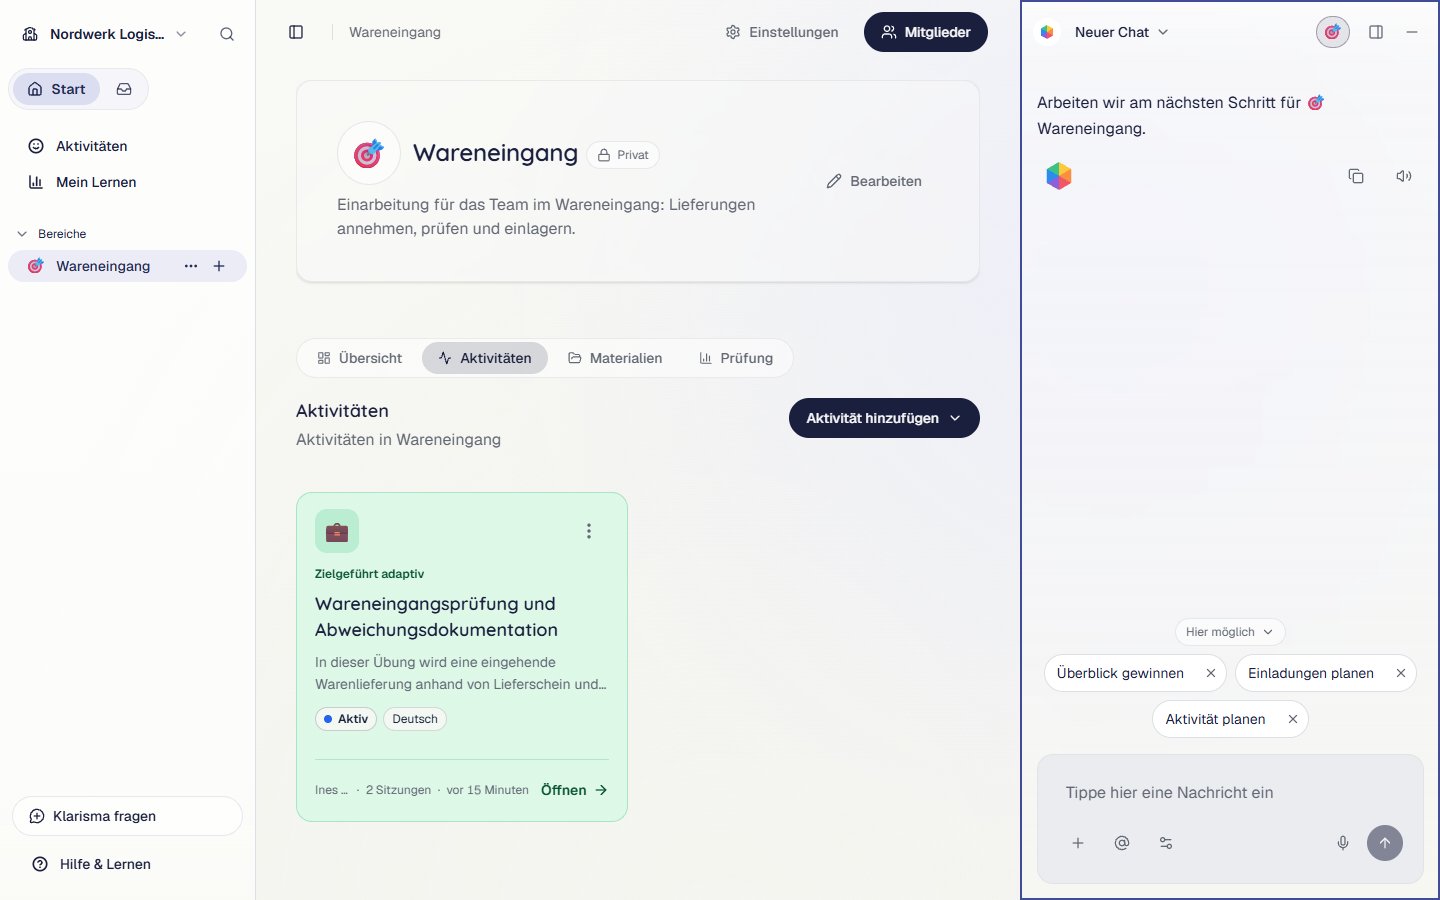 Nordwerk Logis...
Start
Aktivitäten
Mein Lernen
Bereiche
Wareneingang
Klarisma fragen
Hilfe & Lernen
Wareneingang
Einstellungen
Mitglieder
Wareneingang
Privat
Bearbeiten
Einarbeitung für das Team im Wareneingang: Lieferungen
annehmen, prüfen und einlagern.
Übersicht
Aktivitäten
Materialien
Prüfung
Aktivitäten
Aktivitäten in Wareneingang
Aktivität hinzufügen
Zielgeführt adaptiv
Wareneingangsprüfung und
Abweichungsdokumentation
In dieser Übung wird eine eingehende
Warenlieferung anhand von Lieferschein und...
Aktiv
Deutsch
Ines ... · 2 Sitzungen · vor 15 Minuten
Öffnen
Neuer Chat
Arbeiten wir am nächsten Schritt für
Wareneingang.
Hier möglich
Überblick gewinnen
Einladungen planen
Aktivität planen
Tippe hier eine Nachricht ein